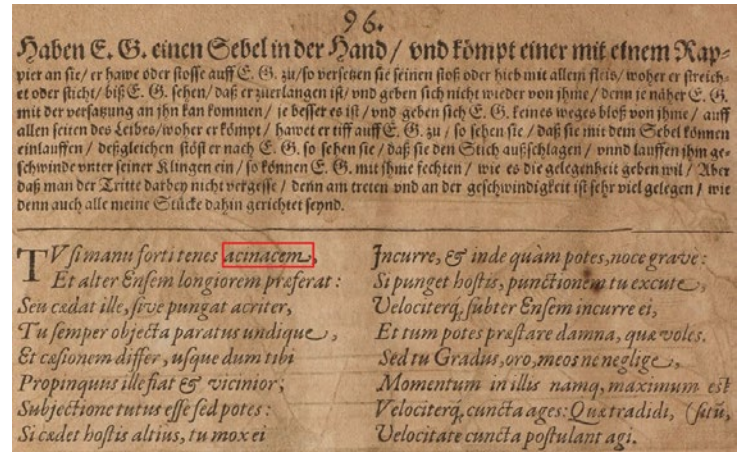 96.
Haben E. G. einen Sebel in der Hand / vnd kömpt einer mit einem Rap-
pier an sie / er hawe oder stosse auff E. G. zu / so versetzen sie seinen stoß oder hieb mit allem fleis / woher er streich-
et oder sticht / biß E. G. sehen / daß er zuerlangen ist / vnd geben sich nicht wieder von jhme / denn je näher E. G.
mit der versatzung an jhn kan kommen / je besser es ist / vnd geben sich E. G. keines weges bloß von jhme / auff
allen seiten des Leibes / woher er kömpt / hawet er tiff auff E. G. zu / so sehen sie / daß sie mit dem Sebel können
einlauffen / deßgleichen stöst er nach E. G. so sehen sie / daß sie den Stich außschlagen / vnnd lauffen jhm ge-
schwinde vnter seiner Klingen ein / so können E. G. mit jhme fechten / wie es die gelegenheit geben wil / Aber
daß man der Tritte darbey nicht vergesse / denn am treten vnd an der geschwindigkeit ist sehr viel gelegen / wie
denn auch alle meine Stücke dahin gerichtet seynd.
TV si manu forti tenes acinacem,
Et alter Ensem longiorem præferat:
Seu cædat ille, sive pungat acriter,
Tu semper objecta paratus undique,
Et cæsionem differ, usque dum tibi
Propinquus ille fiat & vicinior;
Subjectione tutus esse sed potes:
Si cædet hostis altius, tu mox ei
Incurre, & inde quàm potes, noce gravè:
Si punget hostis, punctionem tu excute,
Velociterq́, subter Ensem incurre ei,
Et tum potes præstare damna, quæ voles.
Sed tu Gradus, oro, meos ne neglige,
Momentum in illis namq, maximum est
Velociterq́, cuncta ages: Quæ tradidi, (sitũ,
Velocitate cuncta postulant agi.